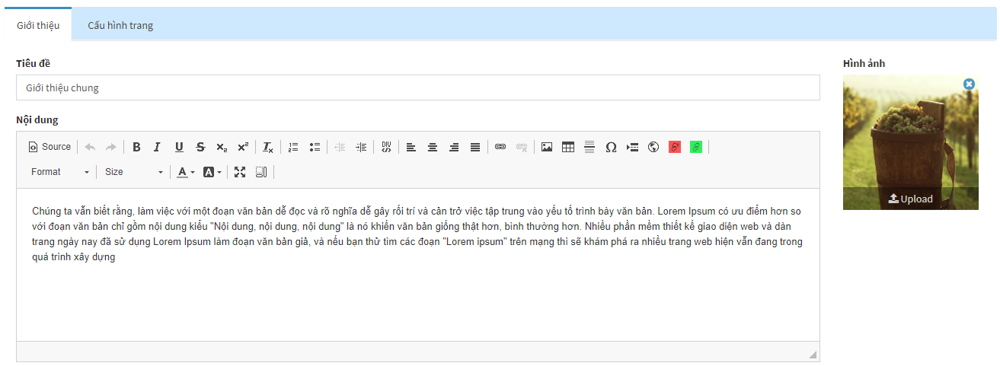 Giới thiệu
Cấu hình trang
Tiêu đề
Hình ảnh
Giới thiệu chung
Nội dung
Source
B I U S x₂ x² Ix
DIV
Ω
Format
Size
A
A
Chúng ta vẫn biết rằng, làm việc với một đoạn văn bản dễ đọc và rõ nghĩa dễ gây rối trí và cản trở việc tập trung vào yếu tố trình bày văn bản. Lorem Ipsum có ưu điểm hơn so
với đoạn văn bản chỉ gồm nội dung kiểu "Nội dung, nội dung, nội dung" là nó khiến văn bản giống thật hơn, bình thường hơn. Nhiều phần mềm thiết kế giao diện web và dàn
trang ngày nay đã sử dụng Lorem Ipsum làm đoạn văn bản giả, và nếu bạn thử tìm các đoạn "Lorem ipsum" trên mạng thì sẽ khám phá ra nhiều trang web hiện vẫn đang trong
quá trình xây dựng
Upload